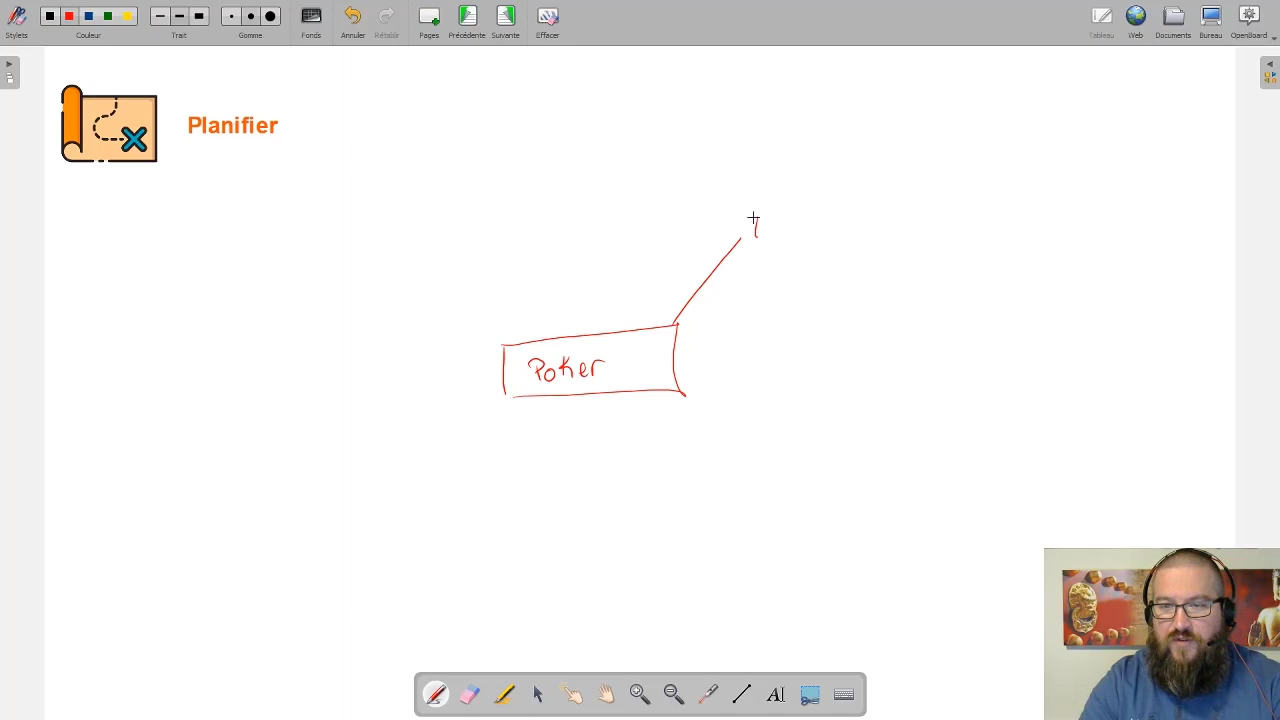 Stylets
Couleur
Trait
Gomme
Fonds
Annuler
Rétablir
Pages
Précédente
Suivante
Effacer
Tableau
Web
Documents
Bureau
OpenBoard
Planifier
Poker